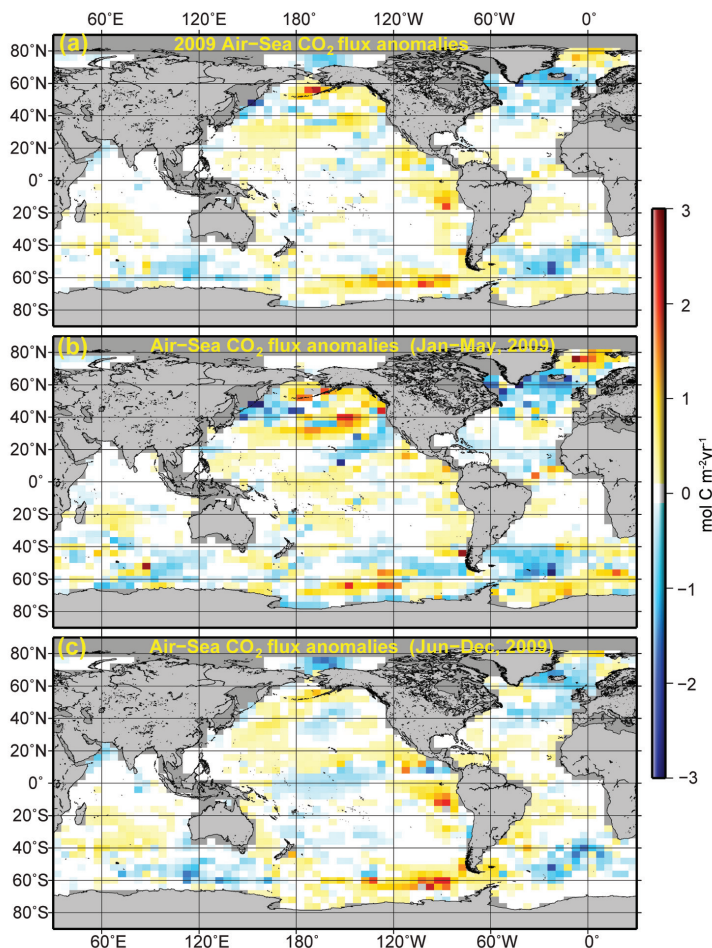 (a) 2009 Air−Sea CO₂ flux anomalies
60°E 120°E 180° 120°W 60°W 0°
80°N
60°N
40°N
20°N
0°
20°S
40°S
60°S
80°S
(b) Air−Sea CO₂ flux anomalies (Jan−May, 2009)
80°N
60°N
40°N
20°N
0°
20°S
40°S
60°S
80°S
(c) Air−Sea CO₂ flux anomalies (Jun−Dec, 2009)
80°N
60°N
40°N
20°N
0°
20°S
40°S
60°S
80°S
60°E 120°E 180° 120°W 60°W 0°
3
2
1
0
−1
−2
−3
mol C m⁻²yr⁻¹